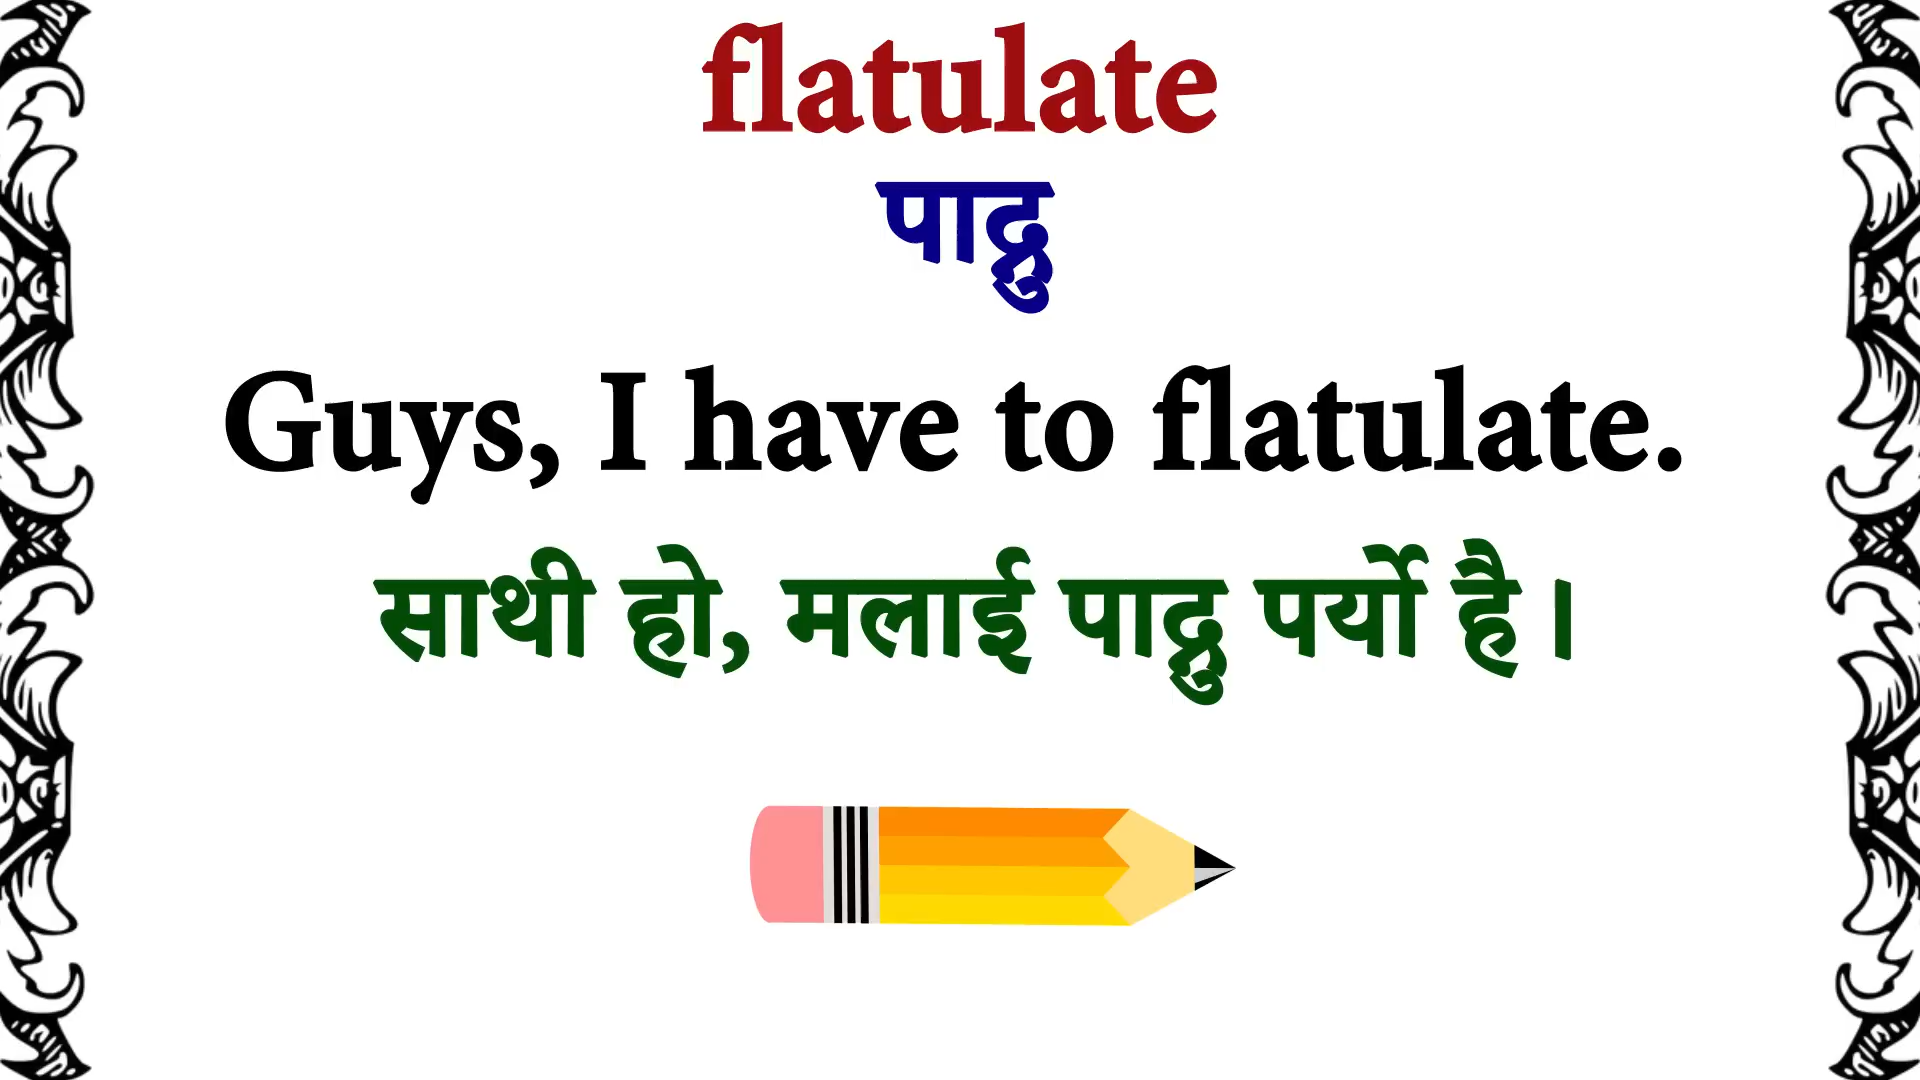 flatulate
पाद्नु
Guys, I have to flatulate.
साथी हो, मलाई पाद्नु पर्यो है।